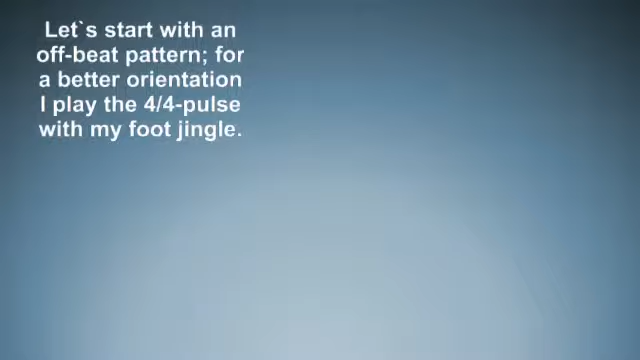 Let`s start with an
off-beat pattern; for
a better orientation
I play the 4/4-pulse
with my foot jingle.